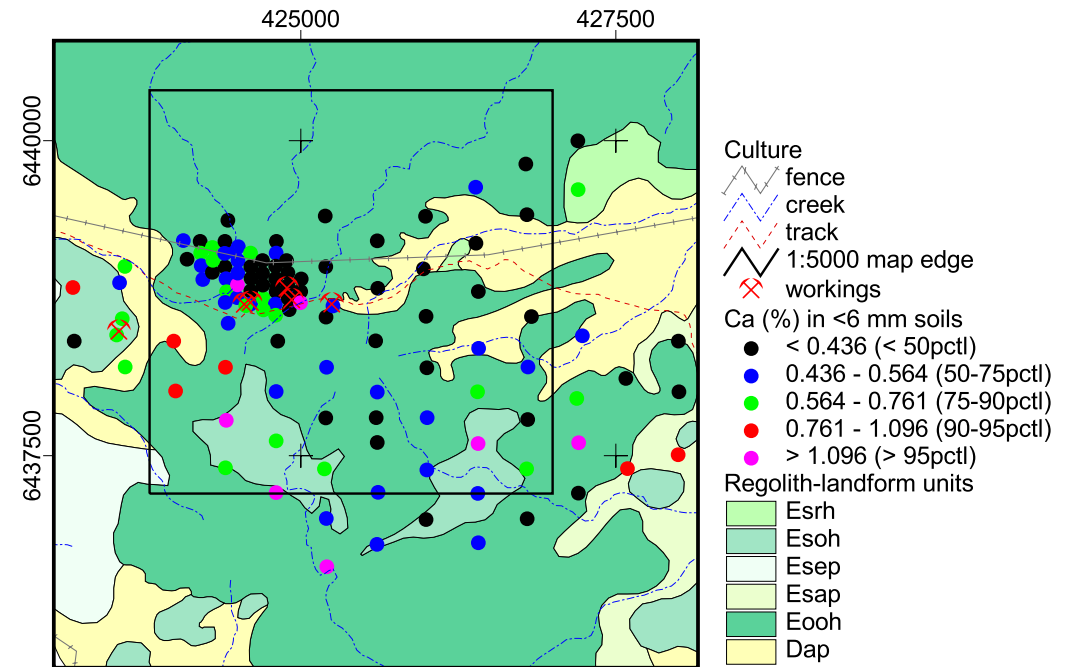 425000
427500
6440000
6437500
Culture
fence
creek
track
1:5000 map edge
workings
Ca (%) in <6 mm soils
< 0.436 (< 50pctl)
0.436 - 0.564 (50-75pctl)
0.564 - 0.761 (75-90pctl)
0.761 - 1.096 (90-95pctl)
> 1.096 (> 95pctl)
Regolith-landform units
Esrh
Esoh
Esep
Esap
Eooh
Dap